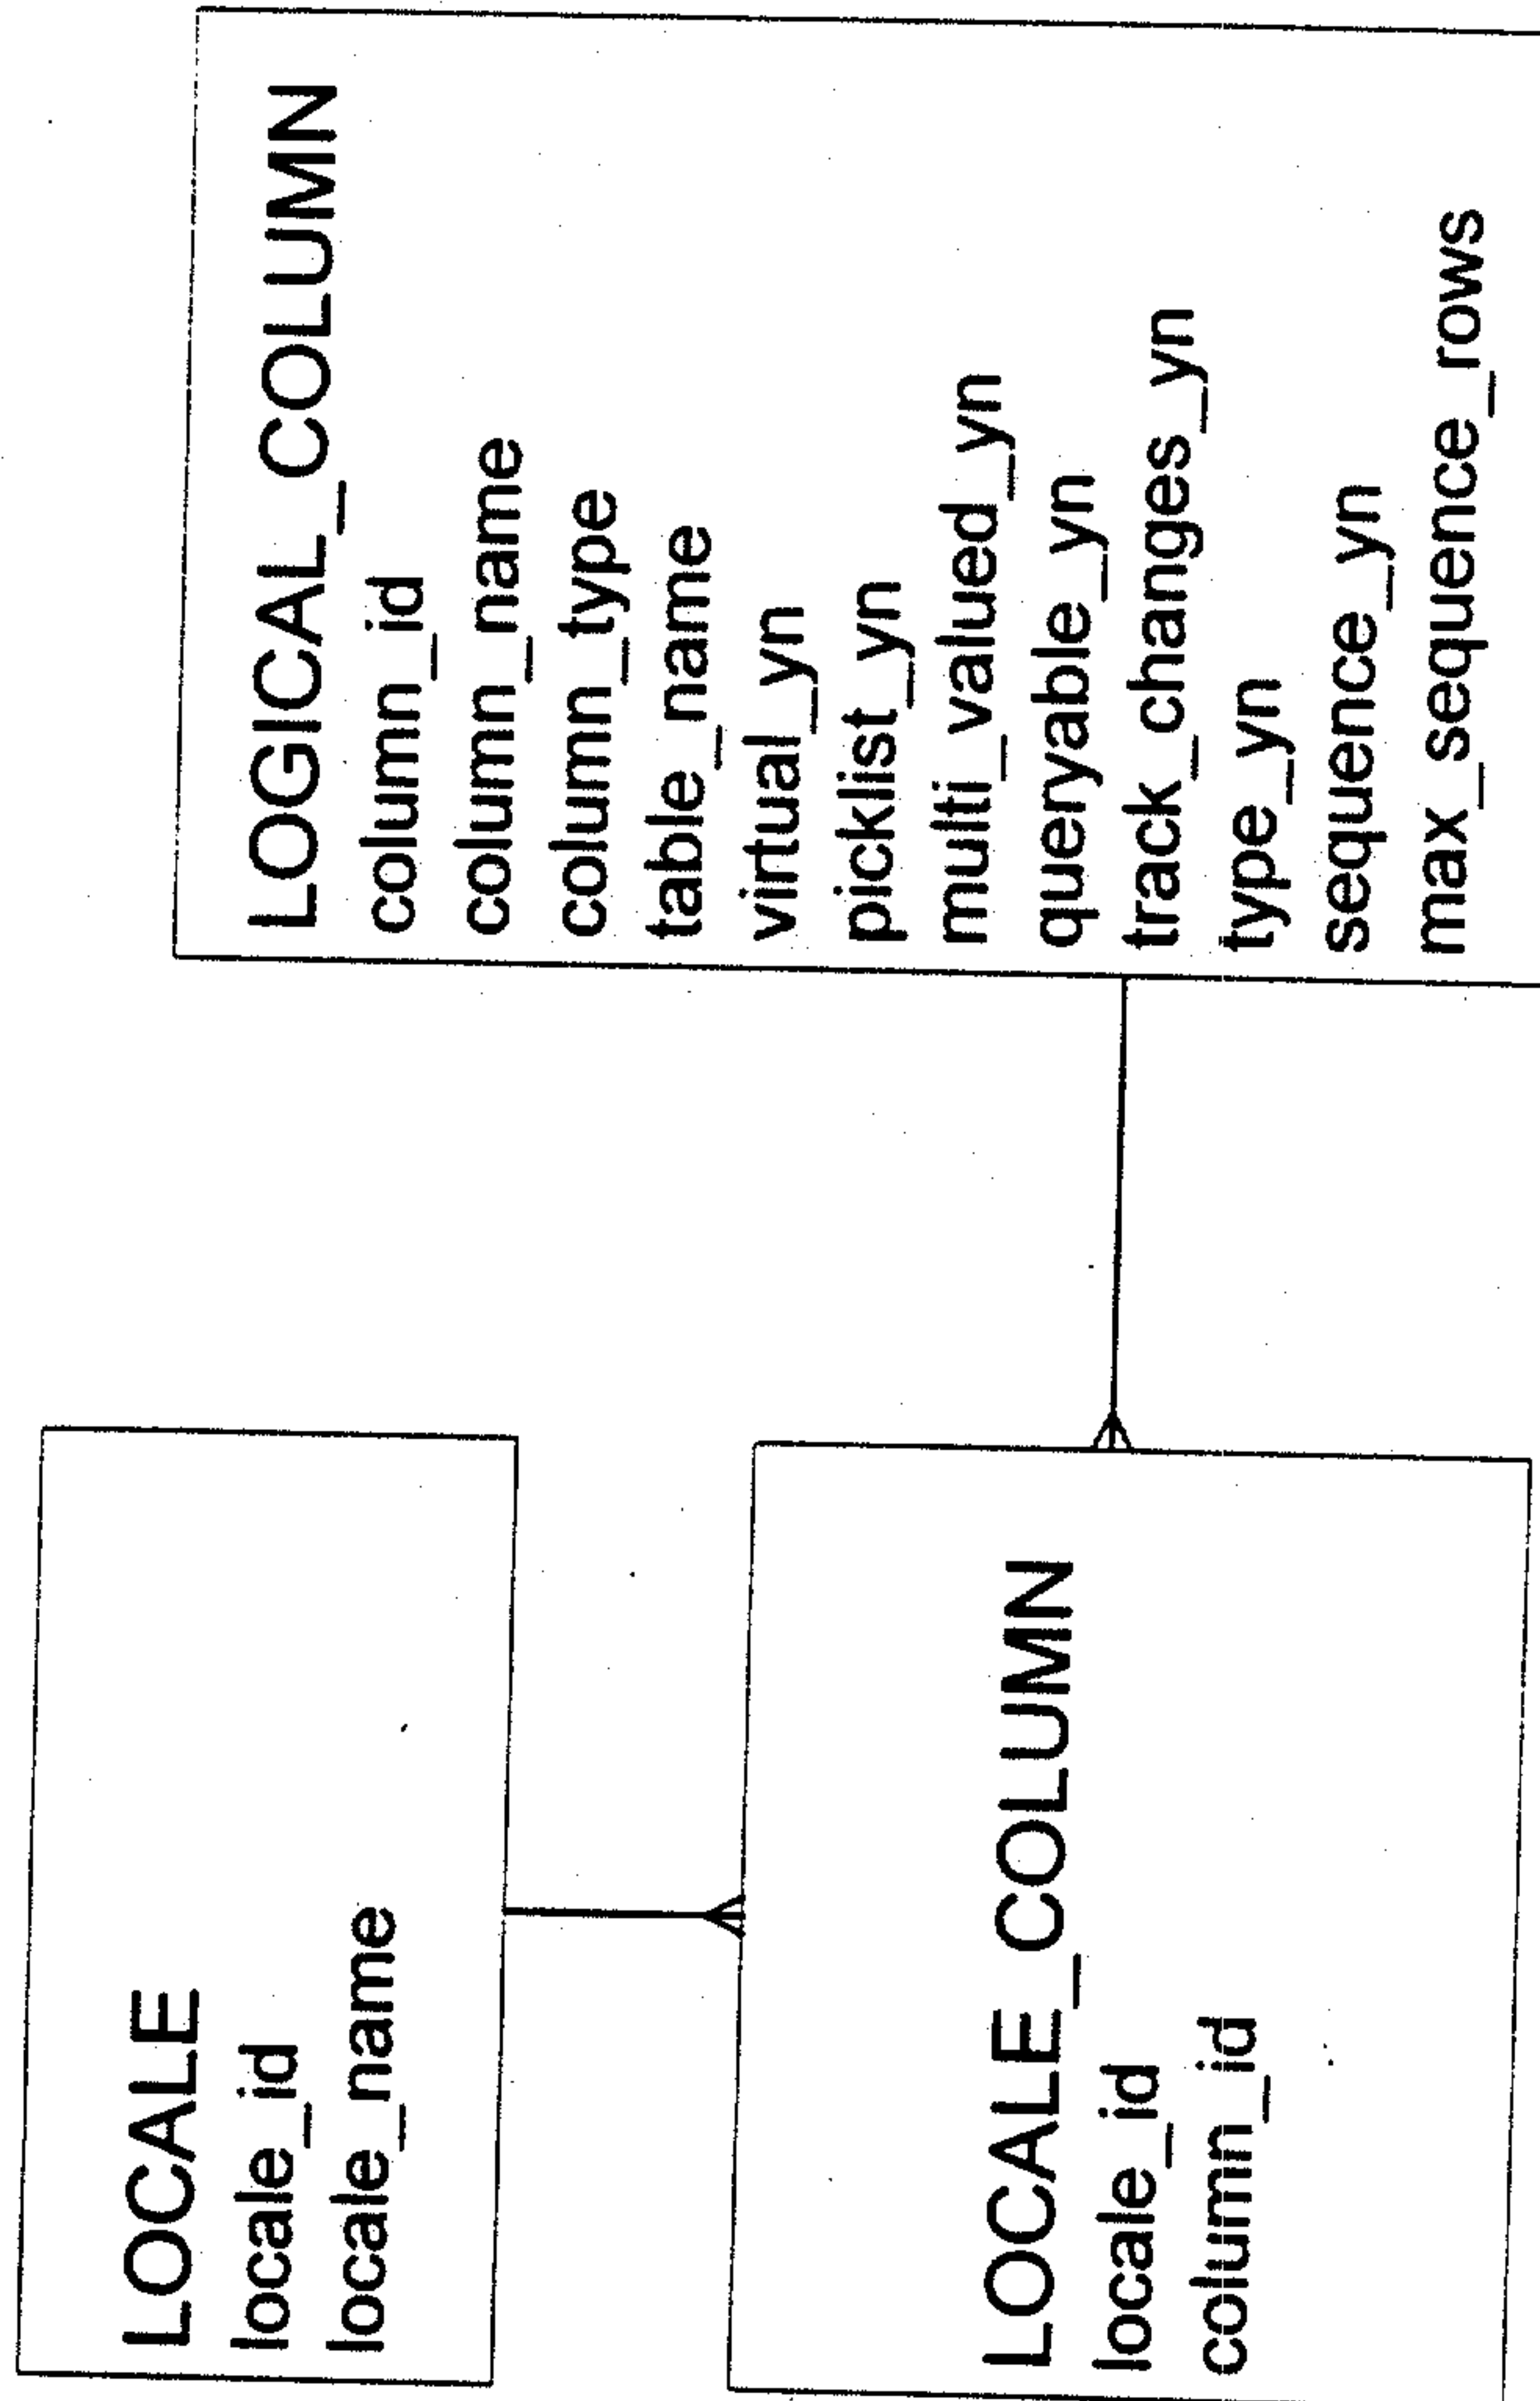 LOCALE
locale_id
locale_name
LOCALE_COLUMN
locale_id
column_id
LOGICAL_COLUMN
column_id
column_name
column_type
table_name
virtual_yn
picklist_yn
multi_valued_yn
queryable_yn
track_changes_yn
type_yn
sequence_yn
max_sequence_rows